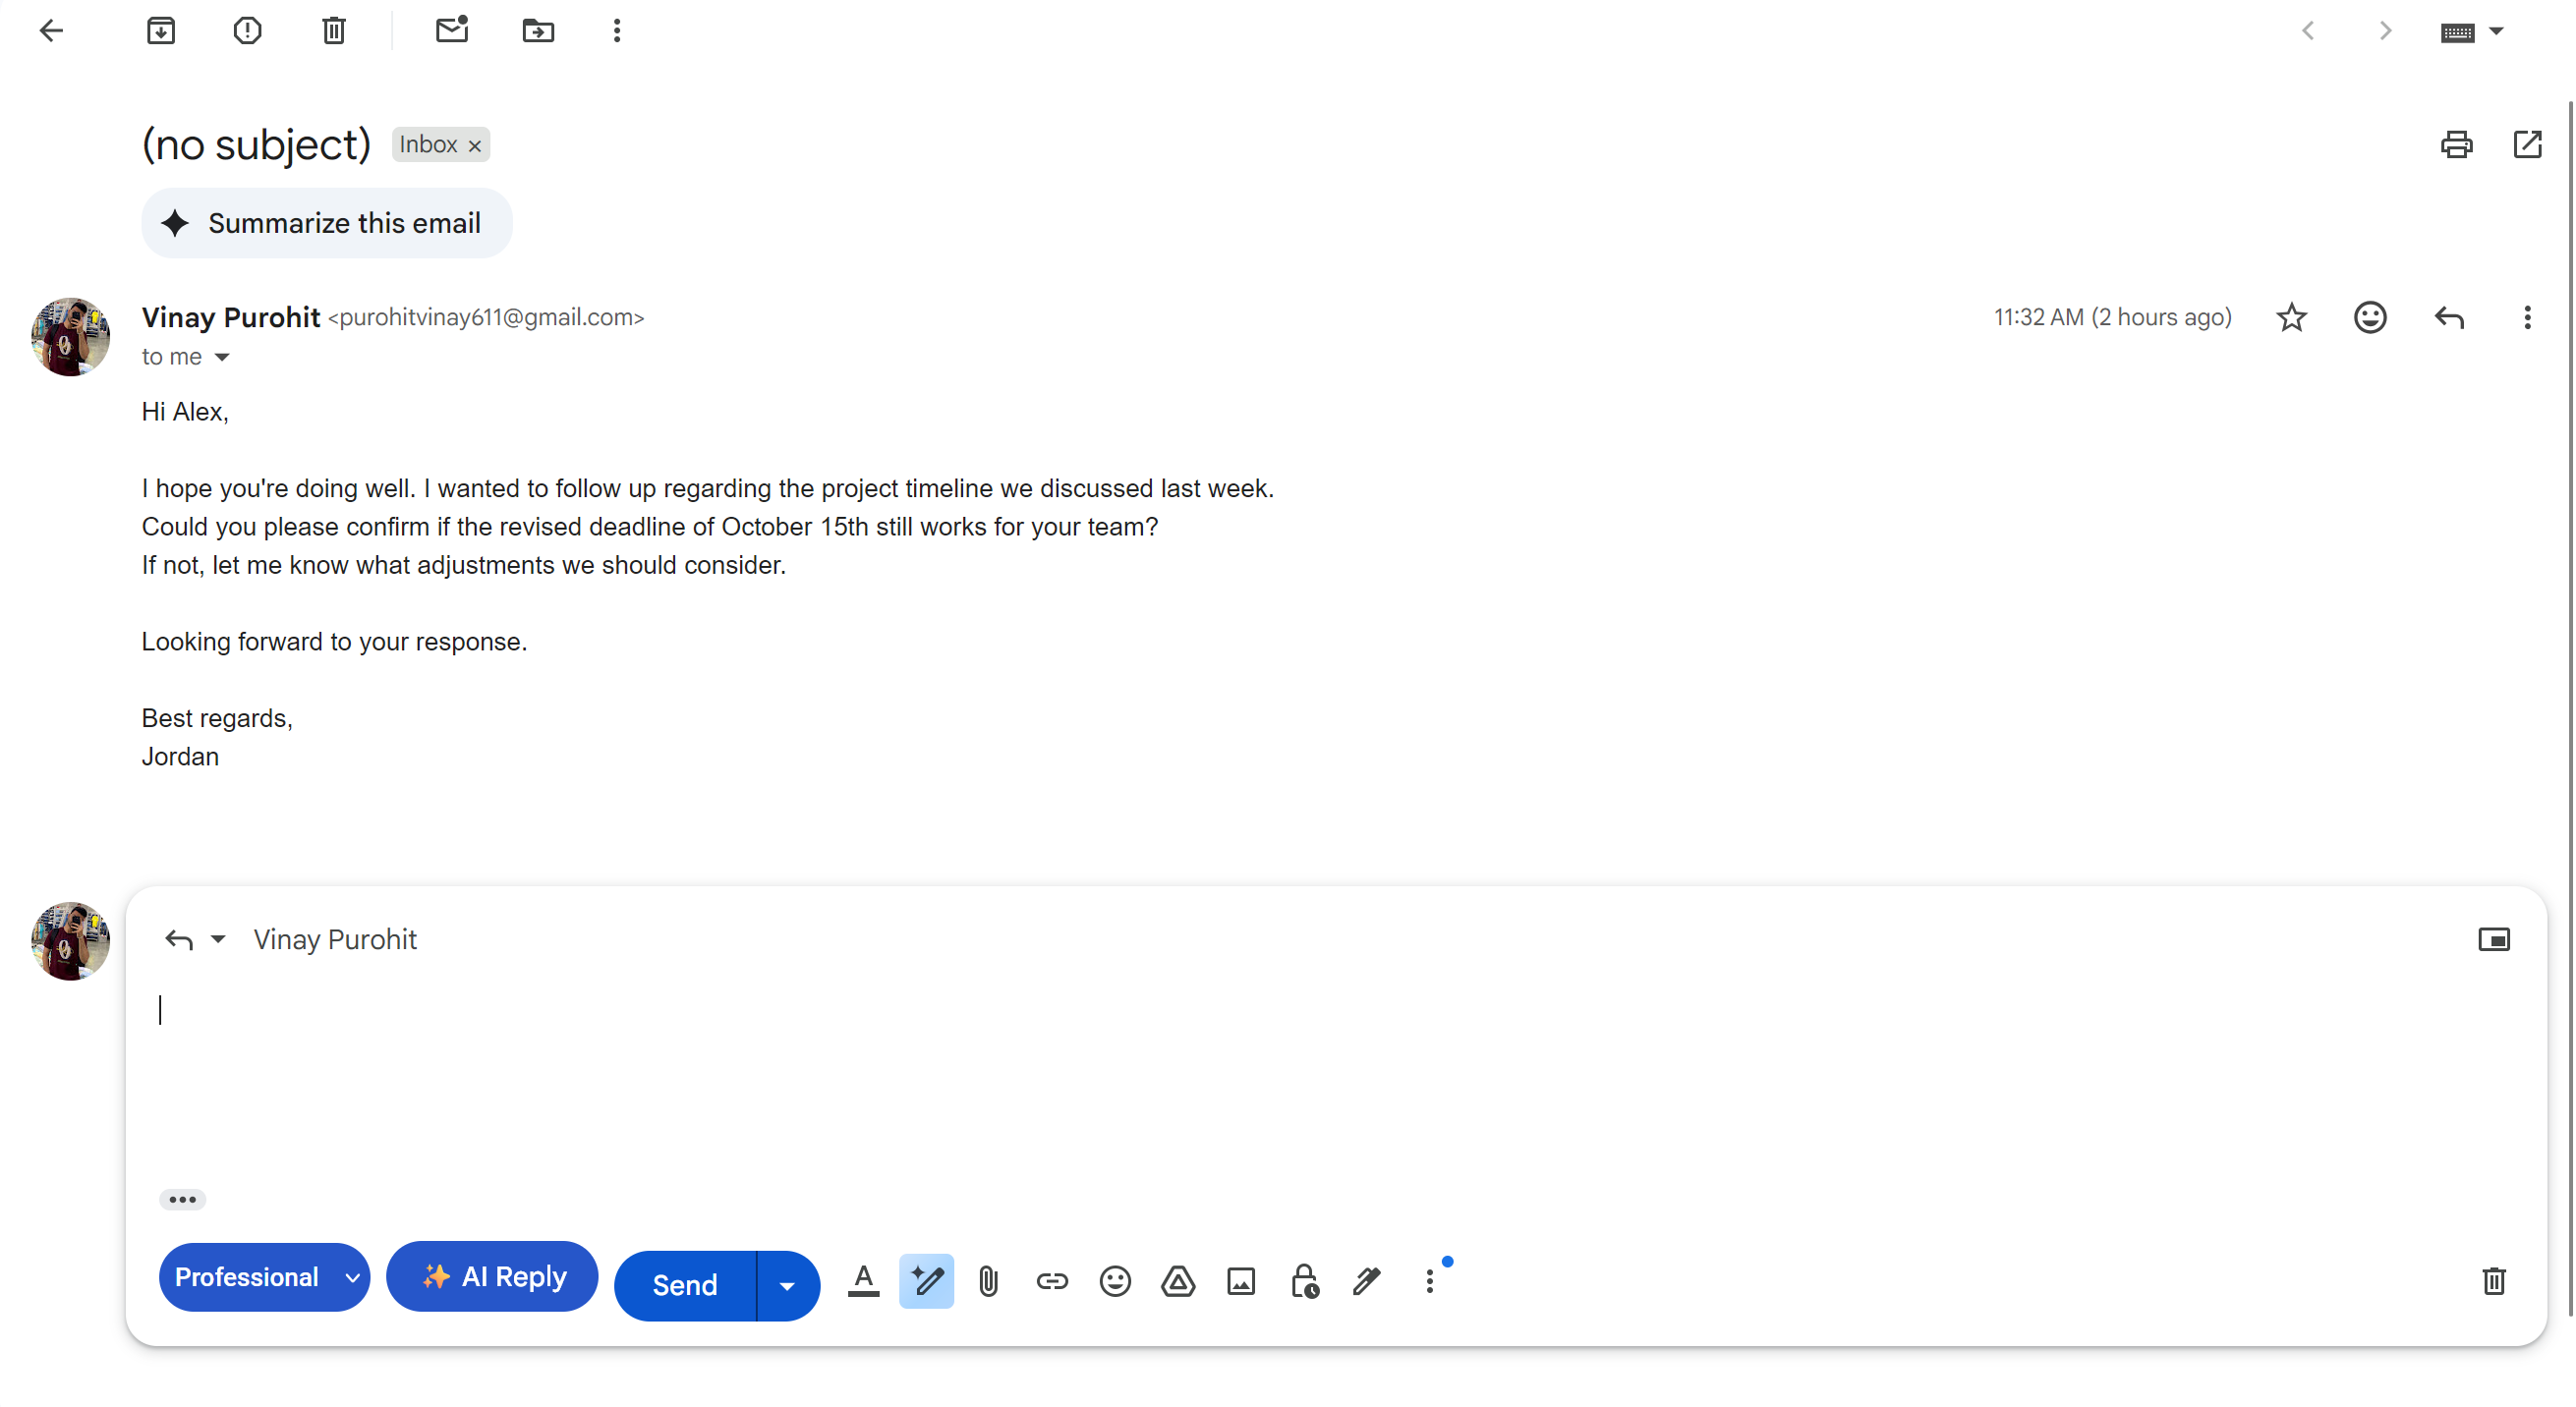 (no subject) Inbox ×
Summarize this email
Vinay Purohit <purohitvinay611@gmail.com> 11:32 AM (2 hours ago)
to me
Hi Alex,
I hope you're doing well. I wanted to follow up regarding the project timeline we discussed last week.
Could you please confirm if the revised deadline of October 15th still works for your team?
If not, let me know what adjustments we should consider.
Looking forward to your response.
Best regards,
Jordan
Vinay Purohit
Professional AI Reply Send A